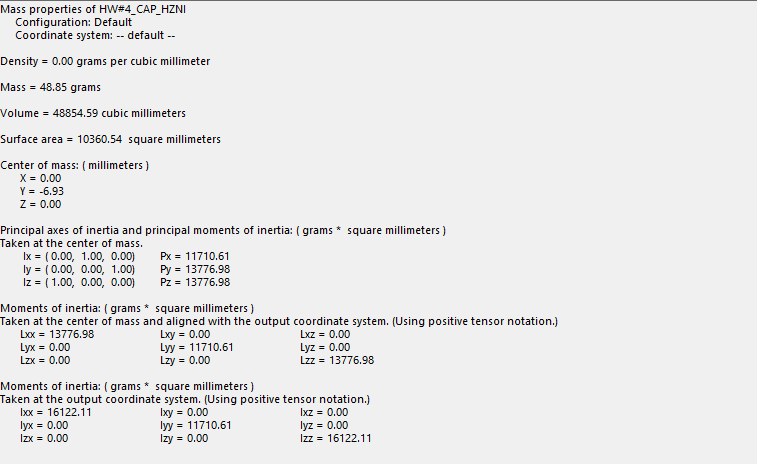 Mass properties of HW#4_CAP_HZNI
Configuration: Default
Coordinate system: -- default --
Density = 0.00 grams per cubic millimeter
Mass = 48.85 grams
Volume = 48854.59 cubic millimeters
Surface area = 10360.54 square millimeters
Center of mass: ( millimeters )
X = 0.00
Y = -6.93
Z = 0.00
Principal axes of inertia and principal moments of inertia: ( grams * square millimeters )
Taken at the center of mass.
Ix = ( 0.00, 1.00, 0.00) Px = 11710.61
Iy = ( 0.00, 0.00, 1.00) Py = 13776.98
Iz = ( 1.00, 0.00, 0.00) Pz = 13776.98
Moments of inertia: ( grams * square millimeters )
Taken at the center of mass and aligned with the output coordinate system. (Using positive tensor notation.)
Lxx = 13776.98 Lxy = 0.00 Lxz = 0.00
Lyx = 0.00 Lyy = 11710.61 Lyz = 0.00
Lzx = 0.00 Lzy = 0.00 Lzz = 13776.98
Moments of inertia: ( grams * square millimeters )
Taken at the output coordinate system. (Using positive tensor notation.)
Ixx = 16122.11 Ixy = 0.00 Ixz = 0.00
Iyx = 0.00 Iyy = 11710.61 Iyz = 0.00
Izx = 0.00 Izy = 0.00 Izz = 16122.11